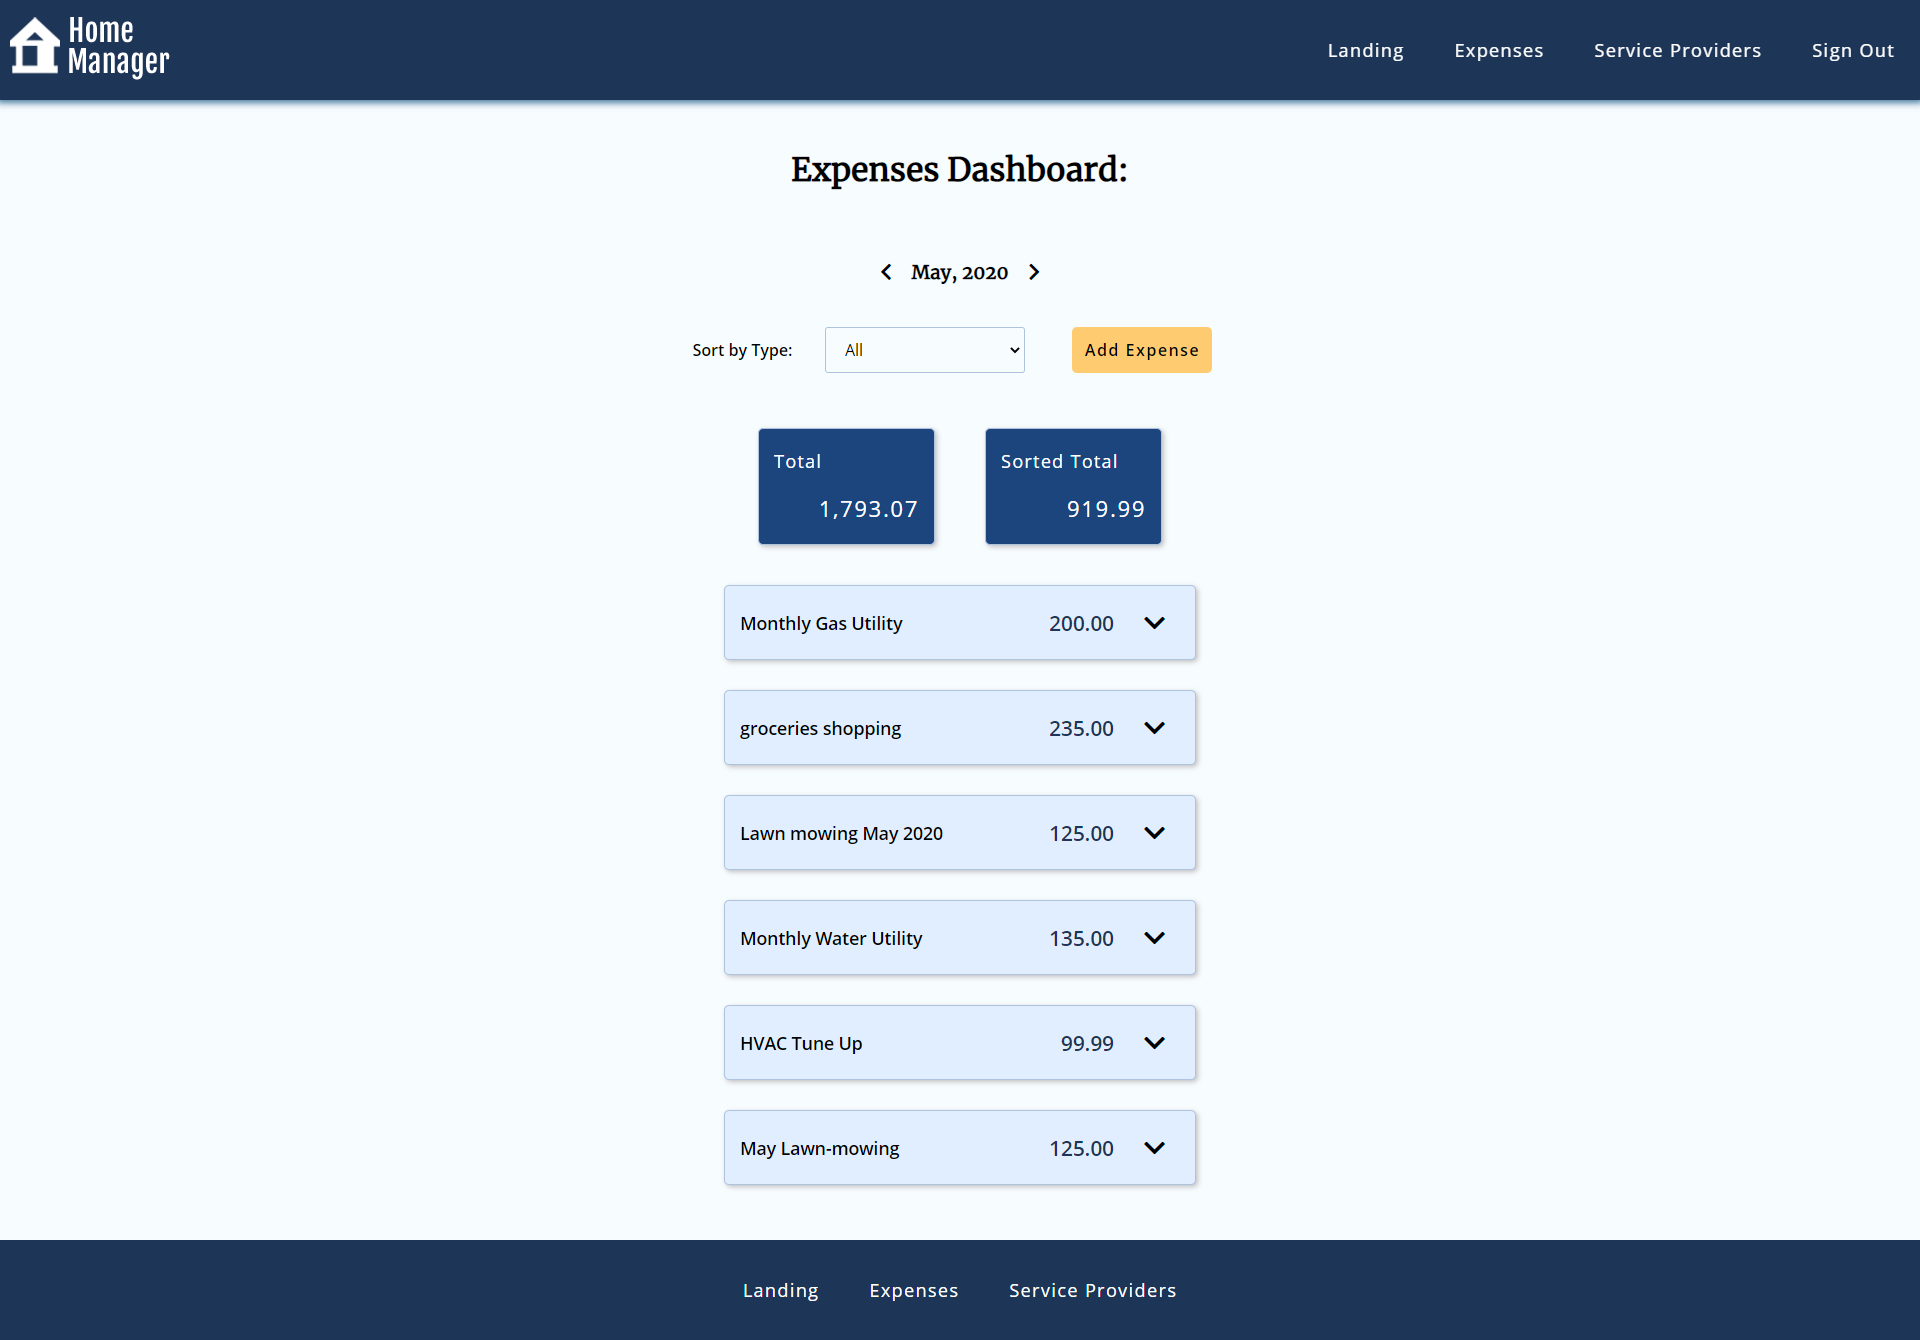 Home
Manager
Landing Expenses Service Providers Sign Out
Expenses Dashboard:
May, 2020
Sort by Type: All Add Expense
Total Sorted Total
1,793.07 919.99
Monthly Gas Utility 200.00
groceries shopping 235.00
Lawn mowing May 2020 125.00
Monthly Water Utility 135.00
HVAC Tune Up 99.99
May Lawn-mowing 125.00
Landing Expenses Service Providers